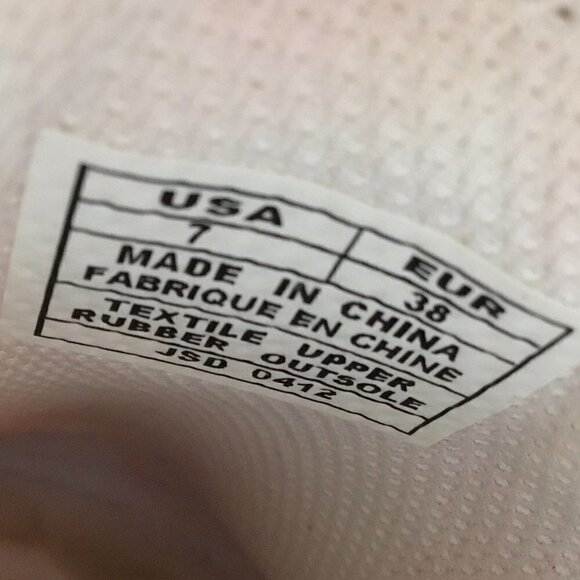 USA EUR
7 38
MADE IN CHINA
FABRIQUE EN CHINE
TEXTILE UPPER
RUBBER OUTSOLE
JSD 0412